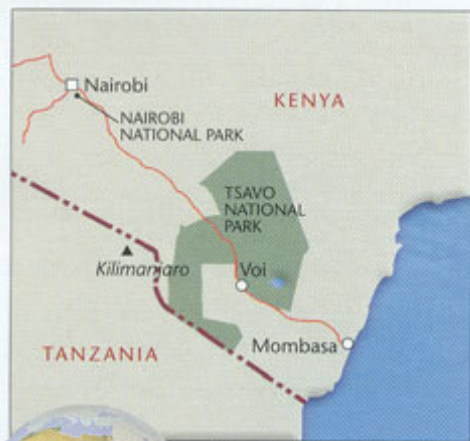 Nairobi
NAIROBI
NATIONAL PARK
KENYA
TSAVO
NATIONAL
PARK
Kilimanjaro
Voi
TANZANIA
Mombasa